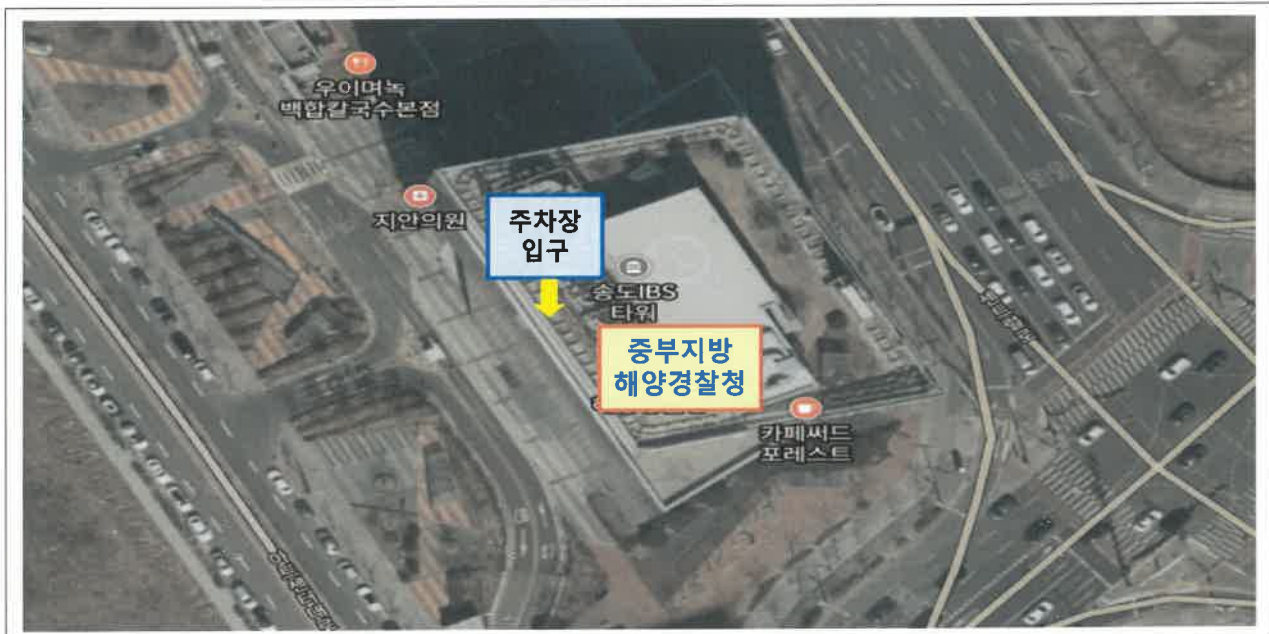 우이며녹
백합칼국수본점
지안의원
주차장
입구
송도IBS
타워
중부지방
해양경찰청
카페써드
포레스트